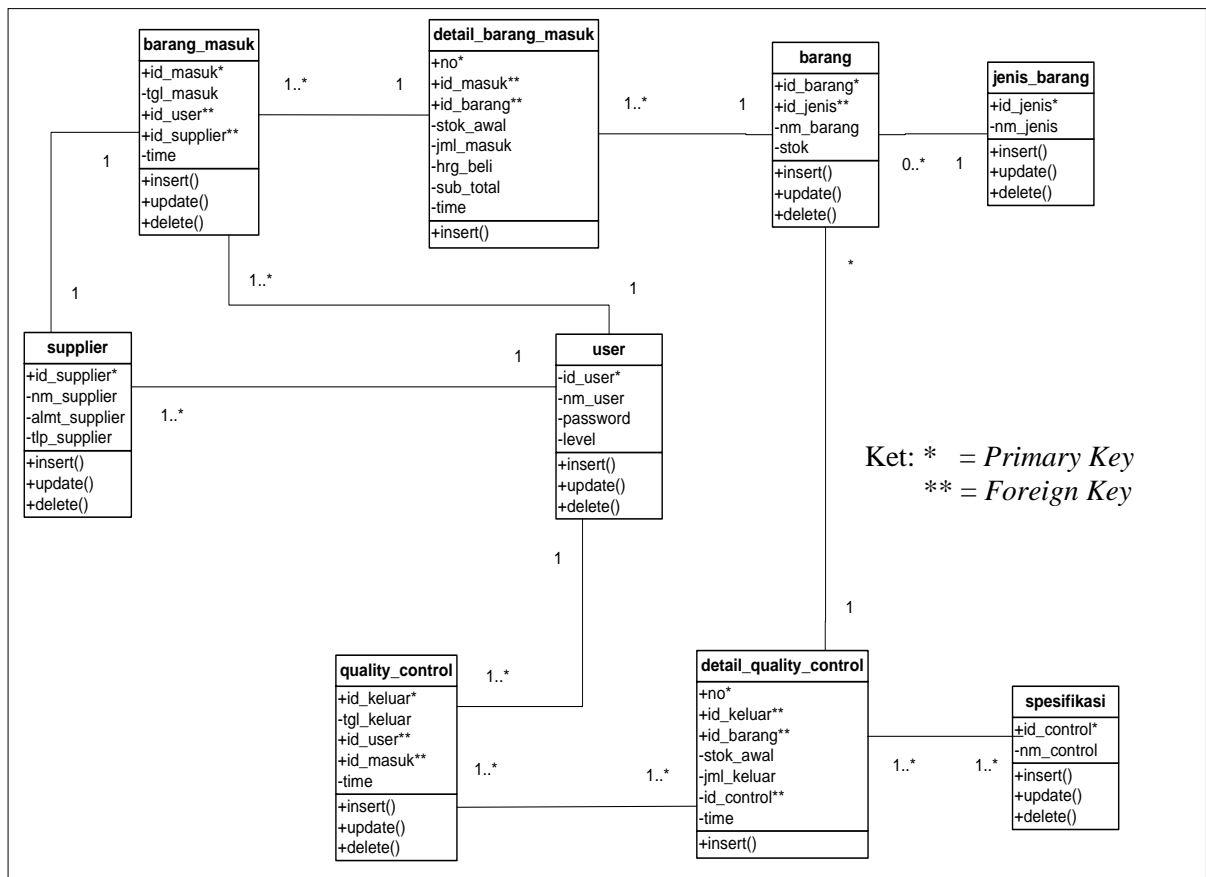 barang_masuk
+id_masuk*
-tgl_masuk
+id_user**
+id_supplier**
-time
+insert()
+update()
+delete()
1..*
1
detail_barang_masuk
+no*
+id_masuk**
+id_barang**
-stok_awal
-jml_masuk
-hrg_beli
-sub_total
-time
+insert()
1..*
1
barang
+id_barang*
+id_jenis**
-nm_barang
-stok
+insert()
+update()
+delete()
0..*
1
jenis_barang
+id_jenis*
-nm_jenis
+insert()
+update()
+delete()
1
1
1..*
1
*
supplier
+id_supplier*
-nm_supplier
-almt_supplier
-tlp_supplier
+insert()
+update()
+delete()
1..*
1
user
-id_user*
-nm_user
-password
-level
+insert()
+update()
+delete()
Ket: * = Primary Key
** = Foreign Key
1
1..*
1
quality_control
+id_keluar*
-tgl_keluar
+id_user**
+id_masuk**
-time
+insert()
+update()
+delete()
1..*
1..*
detail_quality_control
+no*
+id_keluar**
+id_barang**
-stok_awal
-jml_keluar
-id_control**
-time
+insert()
1..*
1..*
spesifikasi
+id_control*
-nm_control
+insert()
+update()
+delete()